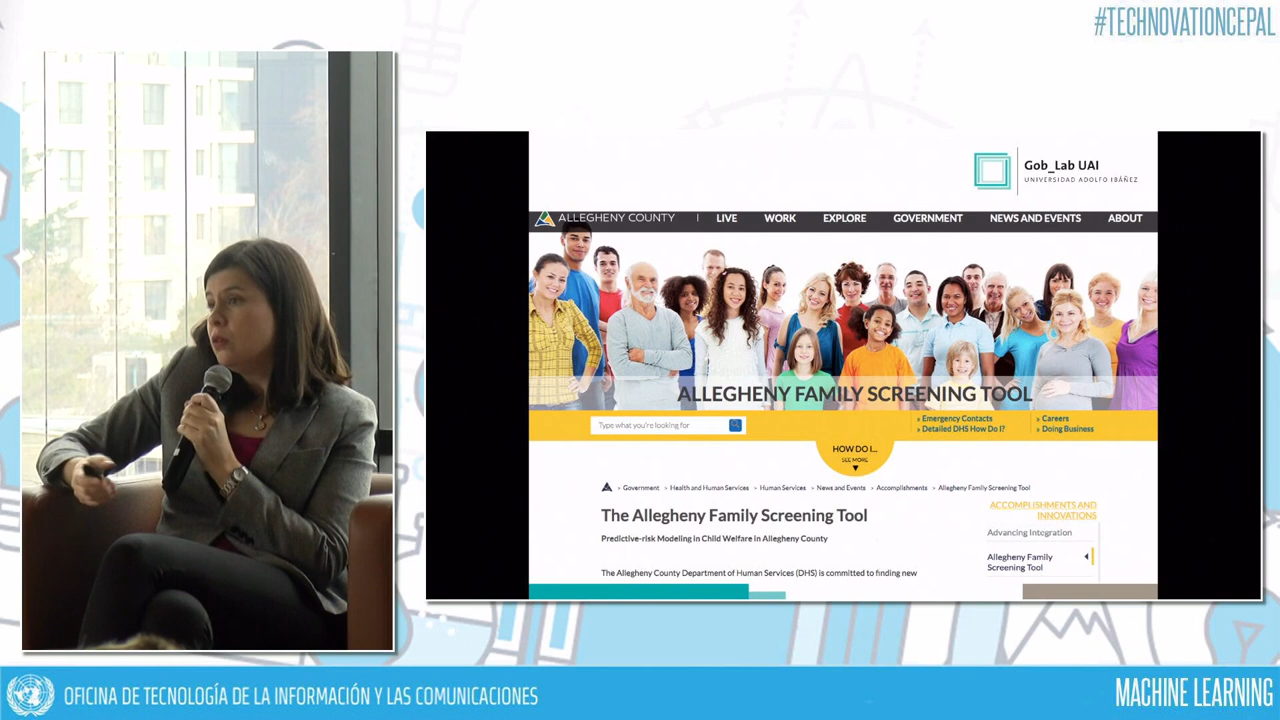 #TECHNOVATIONCEPAL
Gob_Lab UAI
UNIVERSIDAD ADOLFO IBÁÑEZ
ALLEGHENY COUNTY | LIVE WORK EXPLORE GOVERNMENT NEWS AND EVENTS ABOUT
ALLEGHENY FAMILY SCREENING TOOL
Type what you're looking for
» Emergency Contacts
» Careers
» Detailed DHS How Do I?
» Doing Business
HOW DO I...
SEE MORE
> Government > Health and Human Services > Human Services > News and Events > Accomplishments > Allegheny Family Screening Tool
The Allegheny Family Screening Tool
Predictive-risk Modeling in Child Welfare in Allegheny County
The Allegheny County Department of Human Services (DHS) is committed to finding new
ACCOMPLISHMENTS AND
INNOVATIONS
Advancing Integration
Allegheny Family
Screening Tool
OFICINA DE TECNOLOGÍA DE LA INFORMACIÓN Y LAS COMUNICACIONES
MACHINE LEARNING